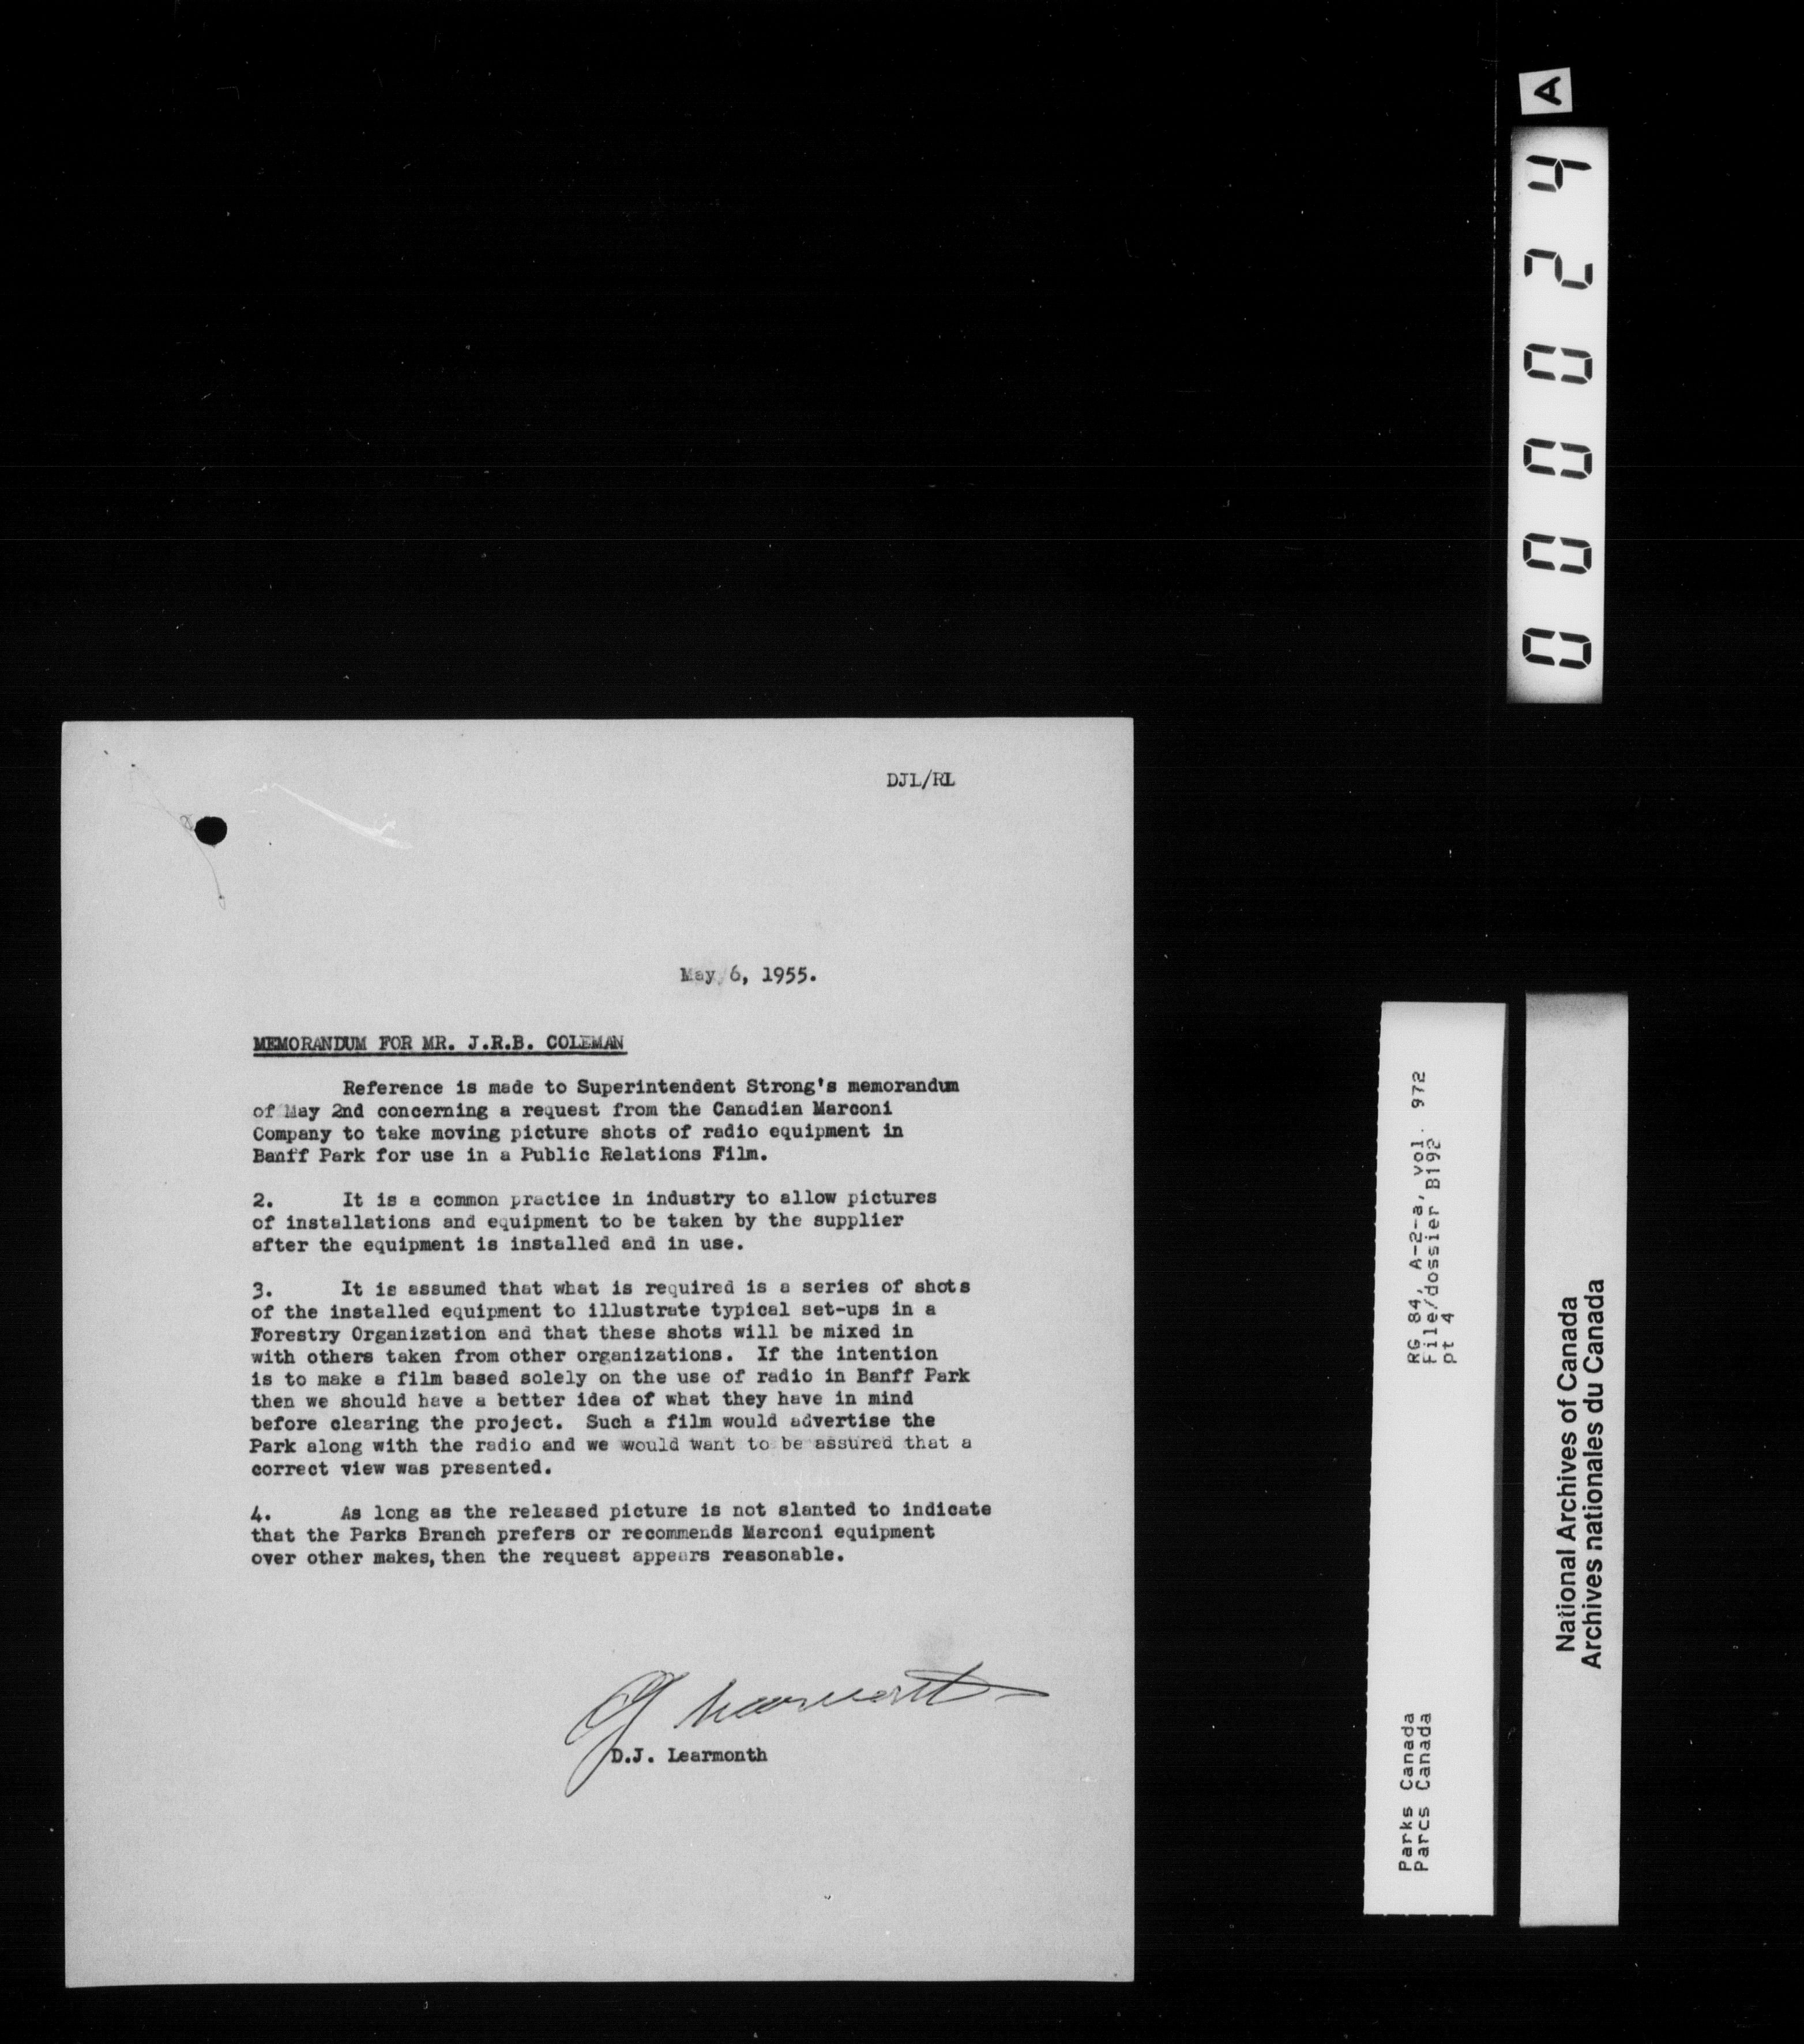 DJL/RL
May 6, 1955.
MEMORANDUM FOR MR. J.R.B. COLEMAN
Reference is made to Superintendent Strong's memorandum
of May 2nd concerning a request from the Canadian Marconi
Company to take moving picture shots of radio equipment in
Banff Park for use in a Public Relations Film.
2. It is a common practice in industry to allow pictures
of installations and equipment to be taken by the supplier
after the equipment is installed and in use.
3. It is assumed that what is required is a series of shots
of the installed equipment to illustrate typical set-ups in a
Forestry Organization and that these shots will be mixed in
with others taken from other organizations. If the intention
is to make a film based solely on the use of radio in Banff Park
then we should have a better idea of what they have in mind
before clearing the project. Such a film would advertise the
Park along with the radio and we would want to be assured that a
correct view was presented.
4. As long as the released picture is not slanted to indicate
that the Parks Branch prefers or recommends Marconi equipment
over other makes, then the request appears reasonable.
D.J. Learmonth
A
000024
RG 84, A-2-a, vol. 972
File/dossier B192
pt 4
Parks Canada
Parcs Canada
National Archives of Canada
Archives nationales du Canada